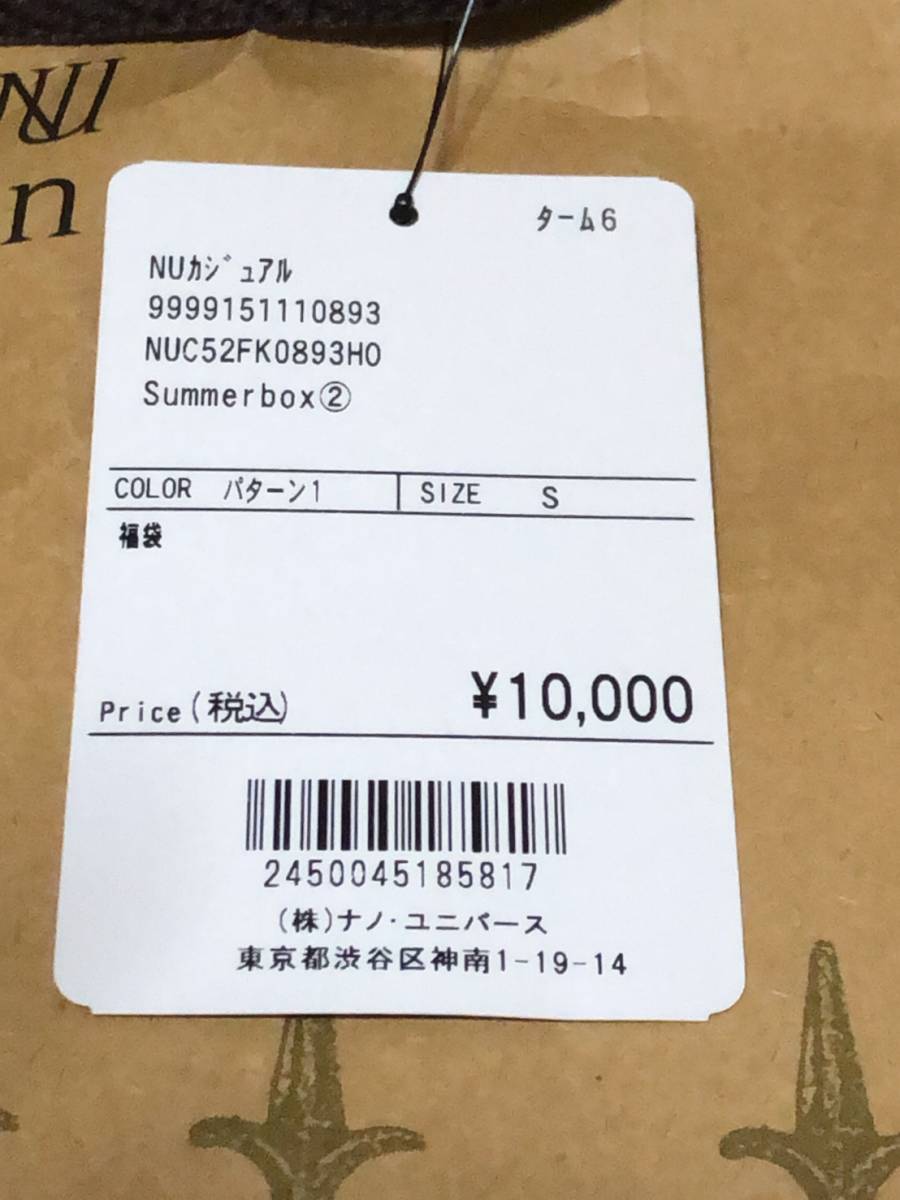 ターム6
NUカジュアル
9999151110893
NUC52FK0893HO
Summerbox②
COLOR パターン1 SIZE S
福袋
Price(税込) ¥10,000
2450045185817
(株)ナノ・ユニバース
東京都渋谷区神南1-19-14